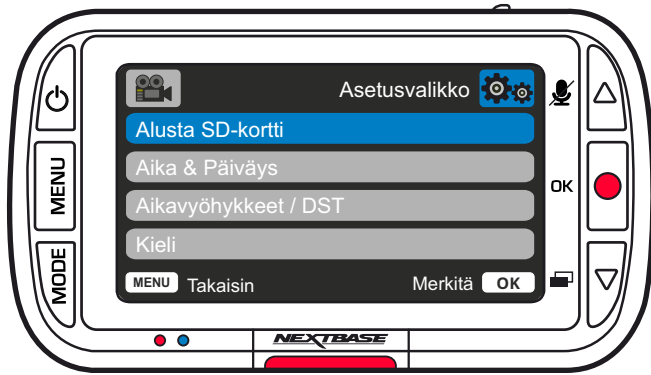 Asetusvalikko
Alusta SD-kortti
Aika & Päiväys
Aikavyöhykkeet / DST
Kieli
MENU Takaisin Merkitä OK
MENU
MODE
OK
NEXTBASE